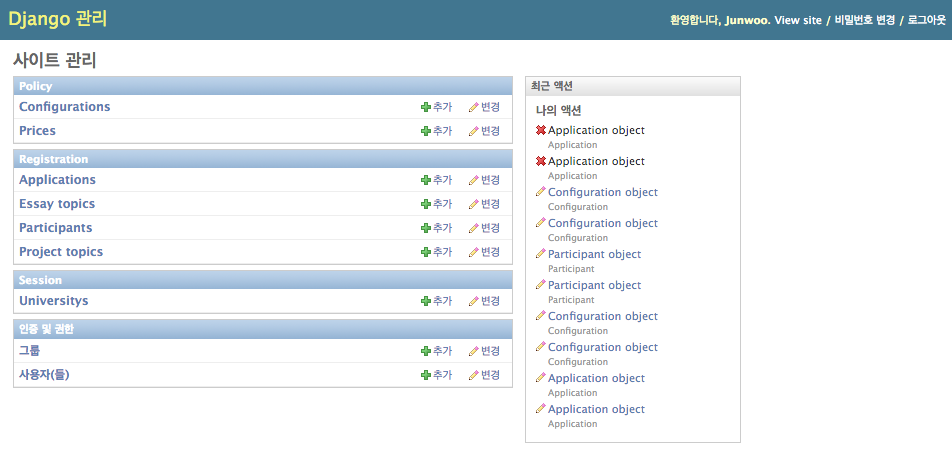 Django 관리
환영합니다, Junwoo. View site / 비밀번호 변경 / 로그아웃
사이트 관리
Policy
Configurations 추가 변경
Prices 추가 변경
Registration
Applications 추가 변경
Essay topics 추가 변경
Participants 추가 변경
Project topics 추가 변경
Session
Universitys 추가 변경
인증 및 권한
그룹 추가 변경
사용자(들) 추가 변경
최근 액션
나의 액션
Application object
Application
Application object
Application
Configuration object
Configuration
Configuration object
Configuration
Participant object
Participant
Participant object
Participant
Configuration object
Configuration
Configuration object
Configuration
Application object
Application
Application object
Application